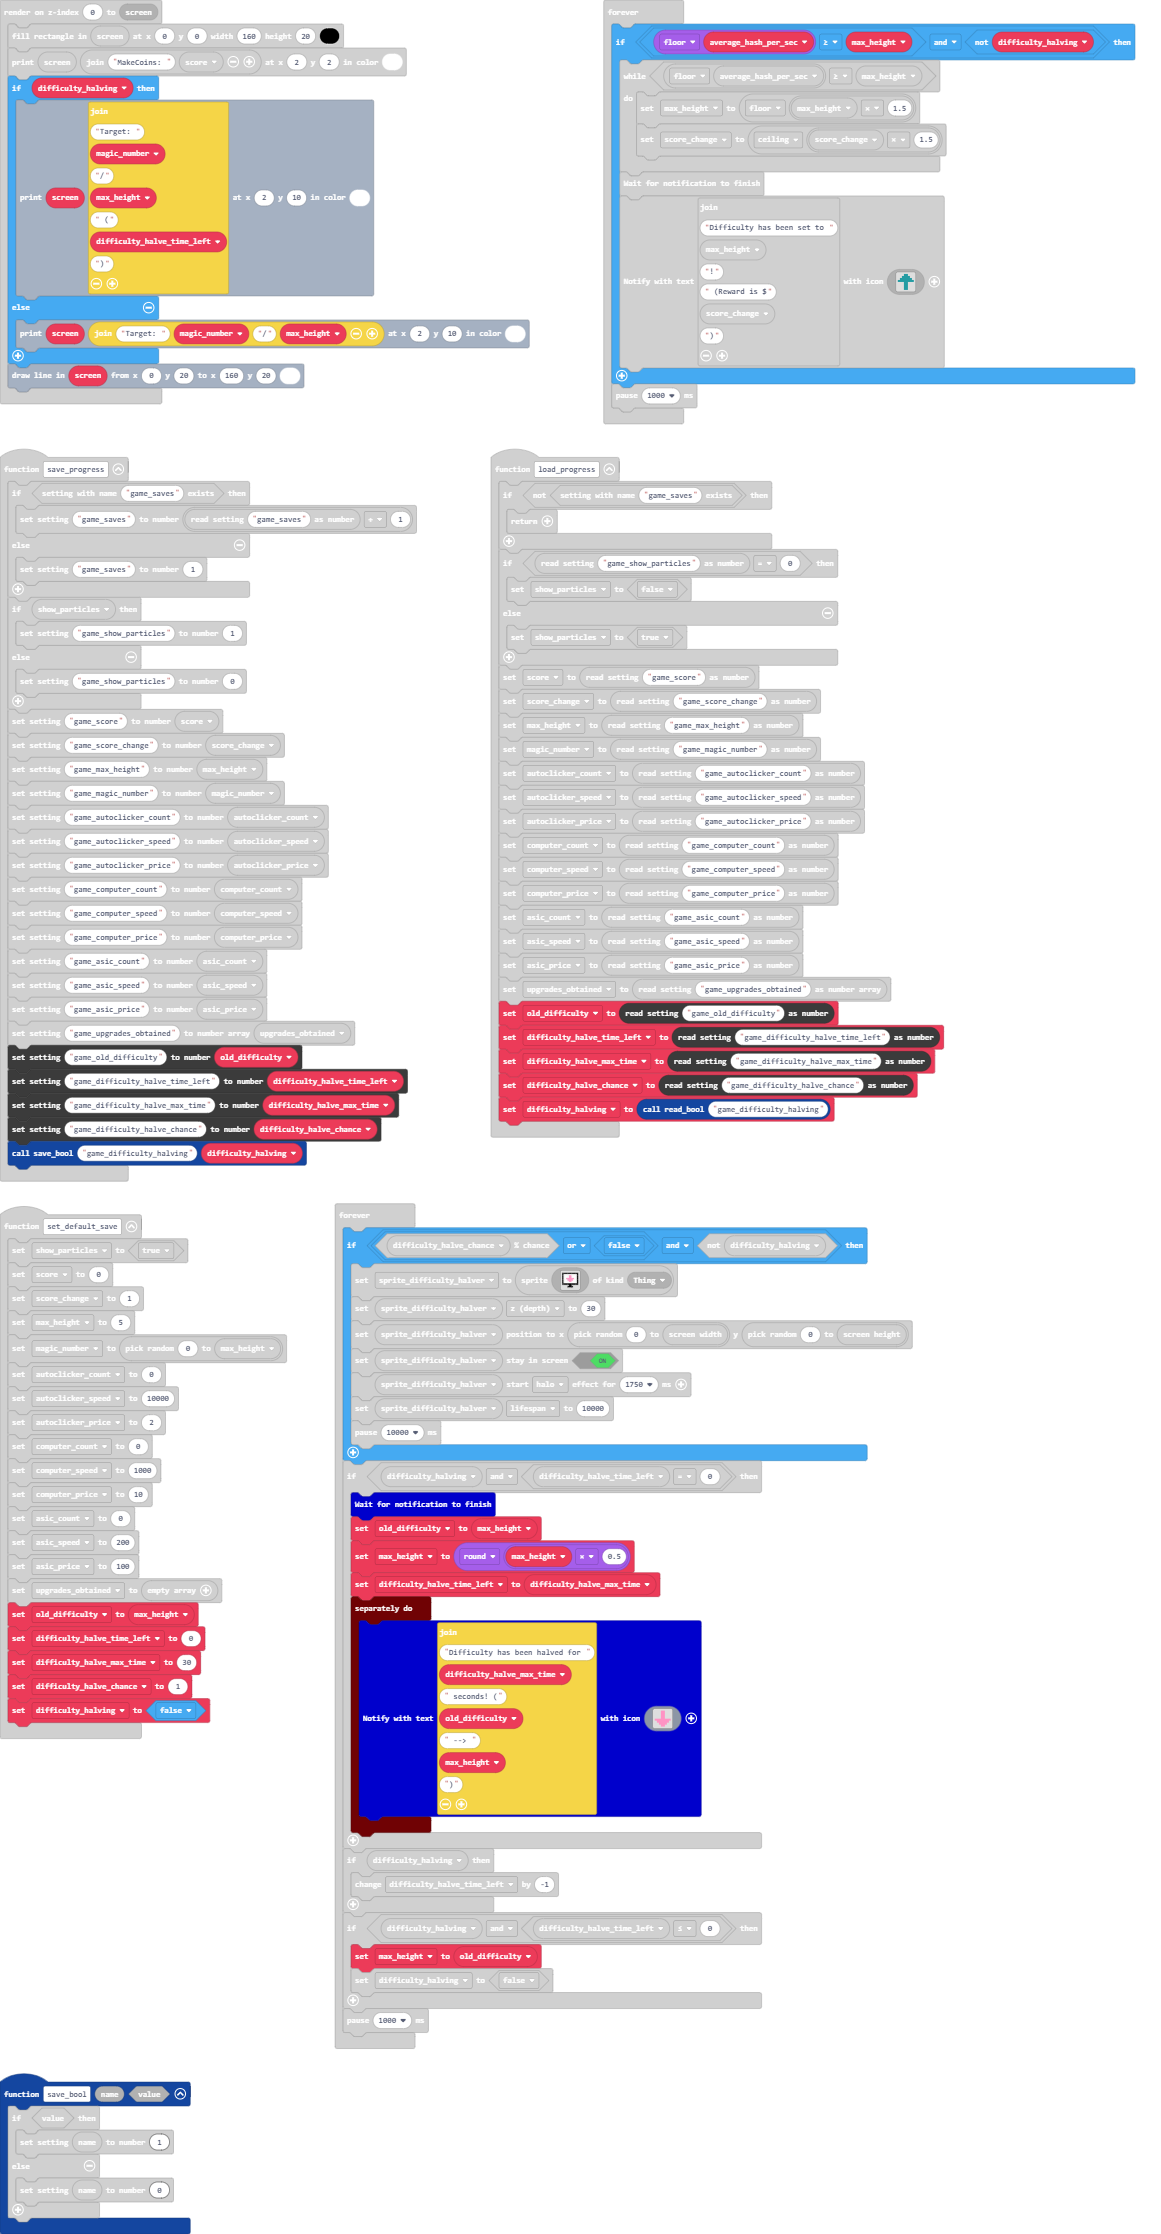 render on z-index 0 to screen
fill rectangle in screen at x 0 y 0 width 160 height 20
print screen join "MakeCoins: " score at x 2 y 2 in color
if difficulty_halving then
join
"Target: "
magic_number
"/"
print screen max_height at x 2 y 10 in color
" ("
difficulty_halve_time_left
")"
else
print screen join "Target: " magic_number "/" max_height at x 2 y 10 in color
draw line in screen from x 0 y 20 to x 160 y 20
forever
if floor average_hash_per_sec ≥ max_height and not difficulty_halving then
while floor average_hash_per_sec ≥ max_height
do
set max_height to floor max_height × 1.5
set score_change to ceiling score_change × 1.5
Wait for notification to finish
join
"Difficulty has been set to "
max_height
"!"
Notify with text with icon
" (Reward is $"
score_change
")"
pause 1000 ms
function save_progress
if setting with name "game_saves" exists then
set setting "game_saves" to number read setting "game_saves" as number + 1
else
set setting "game_saves" to number 1
if show_particles then
set setting "game_show_particles" to number 1
else
set setting "game_show_particles" to number 0
set setting "game_score" to number score
set setting "game_score_change" to number score_change
set setting "game_max_height" to number max_height
set setting "game_magic_number" to number magic_number
set setting "game_autoclicker_count" to number autoclicker_count
set setting "game_autoclicker_speed" to number autoclicker_speed
set setting "game_autoclicker_price" to number autoclicker_price
set setting "game_computer_count" to number computer_count
set setting "game_computer_speed" to number computer_speed
set setting "game_computer_price" to number computer_price
set setting "game_asic_count" to number asic_count
set setting "game_asic_speed" to number asic_speed
set setting "game_asic_price" to number asic_price
set setting "game_upgrades_obtained" to number array upgrades_obtained
set setting "game_old_difficulty" to number old_difficulty
set setting "game_difficulty_halve_time_left" to number difficulty_halve_time_left
set setting "game_difficulty_halve_max_time" to number difficulty_halve_max_time
set setting "game_difficulty_halve_chance" to number difficulty_halve_chance
call save_bool "game_difficulty_halving" difficulty_halving
function load_progress
if not setting with name "game_saves" exists then
return
if read setting "game_show_particles" as number = 0 then
set show_particles to false
else
set show_particles to true
set score to read setting "game_score" as number
set score_change to read setting "game_score_change" as number
set max_height to read setting "game_max_height" as number
set magic_number to read setting "game_magic_number" as number
set autoclicker_count to read setting "game_autoclicker_count" as number
set autoclicker_speed to read setting "game_autoclicker_speed" as number
set autoclicker_price to read setting "game_autoclicker_price" as number
set computer_count to read setting "game_computer_count" as number
set computer_speed to read setting "game_computer_speed" as number
set computer_price to read setting "game_computer_price" as number
set asic_count to read setting "game_asic_count" as number
set asic_speed to read setting "game_asic_speed" as number
set asic_price to read setting "game_asic_price" as number
set upgrades_obtained to read setting "game_upgrades_obtained" as number array
set old_difficulty to read setting "game_old_difficulty" as number
set difficulty_halve_time_left to read setting "game_difficulty_halve_time_left" as number
set difficulty_halve_max_time to read setting "game_difficulty_halve_max_time" as number
set difficulty_halve_chance to read setting "game_difficulty_halve_chance" as number
set difficulty_halving to call read_bool "game_difficulty_halving"
function set_default_save
set show_particles to true
set score to 0
set score_change to 1
set max_height to 5
set magic_number to pick random 0 to max_height
set autoclicker_count to 0
set autoclicker_speed to 10000
set autoclicker_price to 2
set computer_count to 0
set computer_speed to 1000
set computer_price to 10
set asic_count to 0
set asic_speed to 200
set asic_price to 100
set upgrades_obtained to empty array
set old_difficulty to max_height
set difficulty_halve_time_left to 0
set difficulty_halve_max_time to 30
set difficulty_halve_chance to 1
set difficulty_halving to false
forever
if difficulty_halve_chance % chance or false and not difficulty_halving then
set sprite_difficulty_halver to sprite of kind Thing
set sprite_difficulty_halver z (depth) to 30
set sprite_difficulty_halver position to x pick random 0 to screen width y pick random 0 to screen height
set sprite_difficulty_halver stay in screen ON
sprite_difficulty_halver start halo effect for 1750 ms
set sprite_difficulty_halver lifespan to 10000
pause 10000 ms
if difficulty_halving and difficulty_halve_time_left = 0 then
Wait for notification to finish
set old_difficulty to max_height
set max_height to round max_height × 0.5
set difficulty_halve_time_left to difficulty_halve_max_time
separately do
join
"Difficulty has been halved for "
difficulty_halve_max_time
" seconds! ("
Notify with text old_difficulty with icon
" --> "
max_height
")"
if difficulty_halving then
change difficulty_halve_time_left by -1
if difficulty_halving and difficulty_halve_time_left ≤ 0 then
set max_height to old_difficulty
set difficulty_halving to false
pause 1000 ms
function save_bool name value
if value then
set setting name to number 1
else
set setting name to number 0